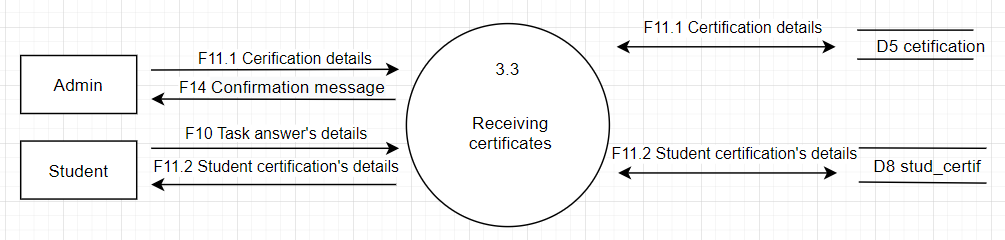 F11.1 Certification details
D5 cetification
F11.1 Cerification details
Admin
3.3
F14 Confirmation message
Receiving
certificates
F10 Task answer's details
F11.2 Student certification's details
Student
F11.2 Student certification's details
D8 stud_certif